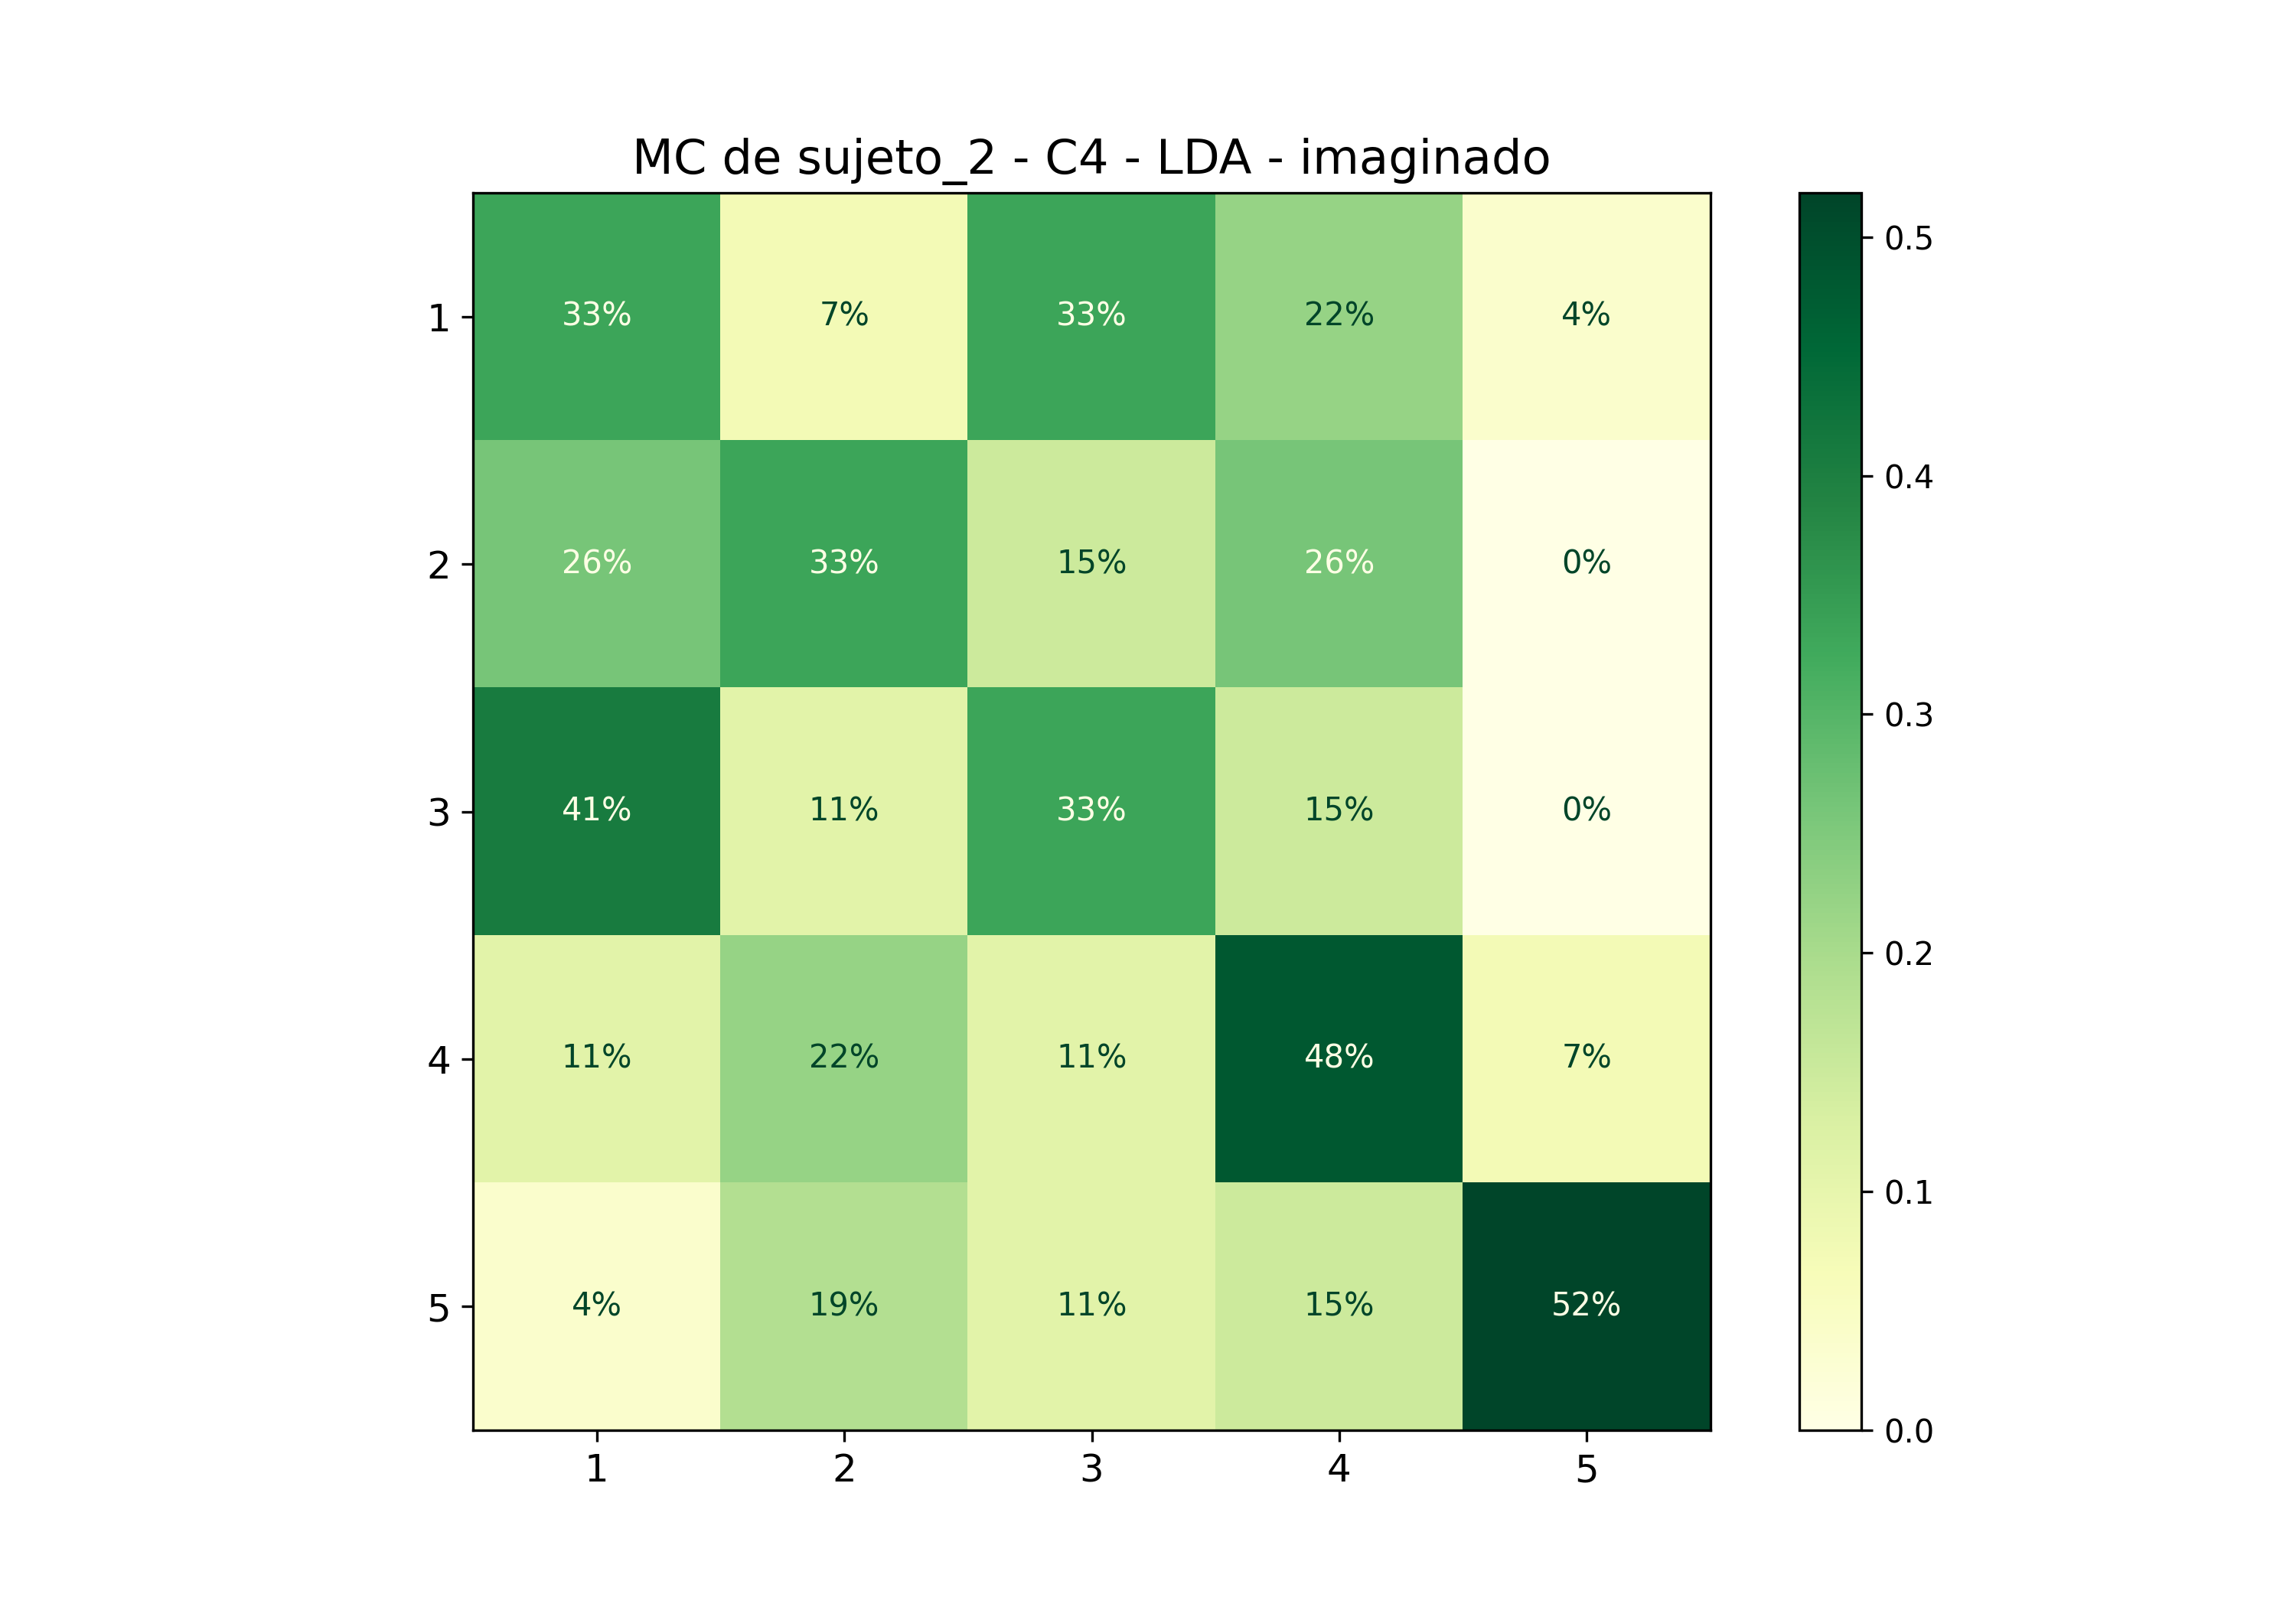 MC de sujeto_2 - C4 - LDA - imaginado
1 33% 7% 33% 22% 4%
2 26% 33% 15% 26% 0%
3 41% 11% 33% 15% 0%
4 11% 22% 11% 48% 7%
5 4% 19% 11% 15% 52%
1 2 3 4 5
0.5
0.4
0.3
0.2
0.1
0.0